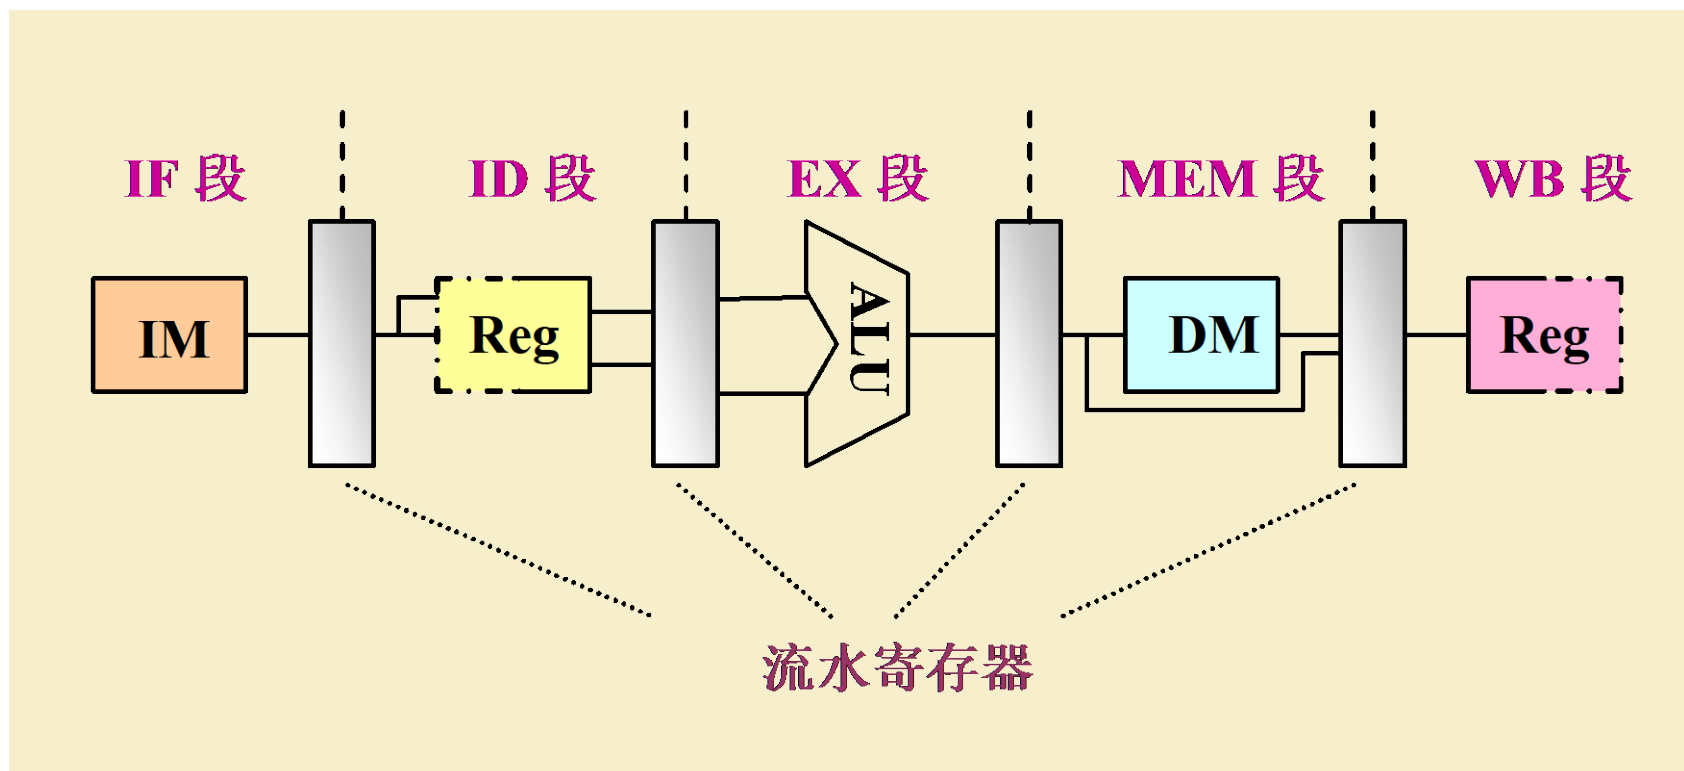 IF 段 ID 段 EX 段 MEM 段 WB 段
IM Reg ALU DM Reg
流水寄存器